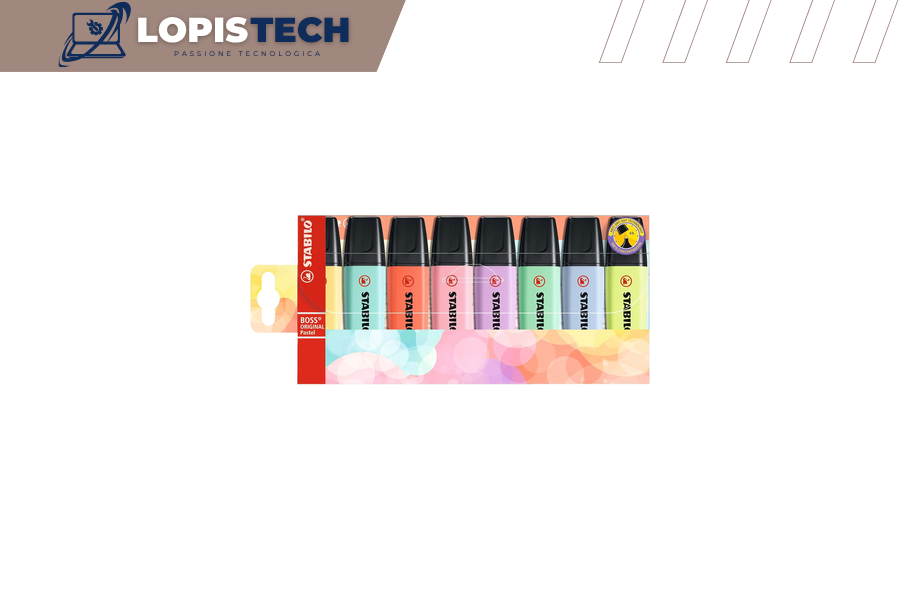 LOPISTECH
PASSIONE TECNOLOGICA
STABILO
BOSS®
ORIGINAL
Pastel
STABILO
STABILO
STABILO
STABILO
STABILO
STABILO
STABILO